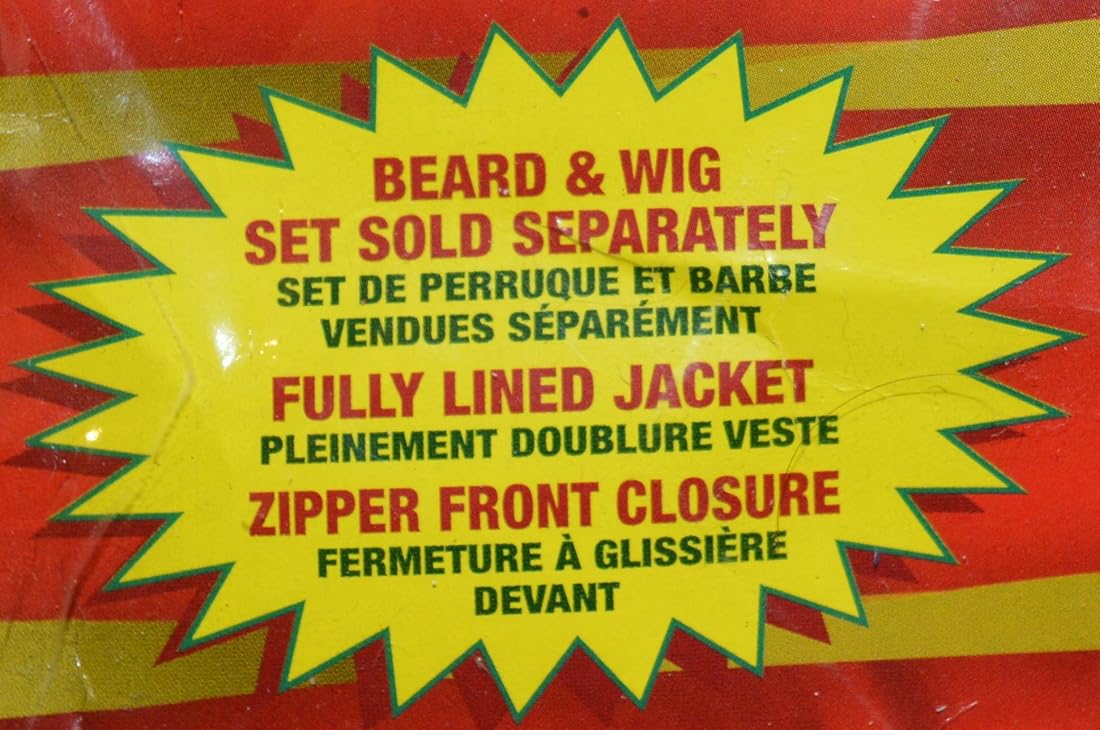 BEARD & WIG
SET SOLD SEPARATELY
SET DE PERRUQUE ET BARBE
VENDUES SÉPARÉMENT
FULLY LINED JACKET
PLEINEMENT DOUBLURE VESTE
ZIPPER FRONT CLOSURE
FERMETURE À GLISSIÈRE
DEVANT